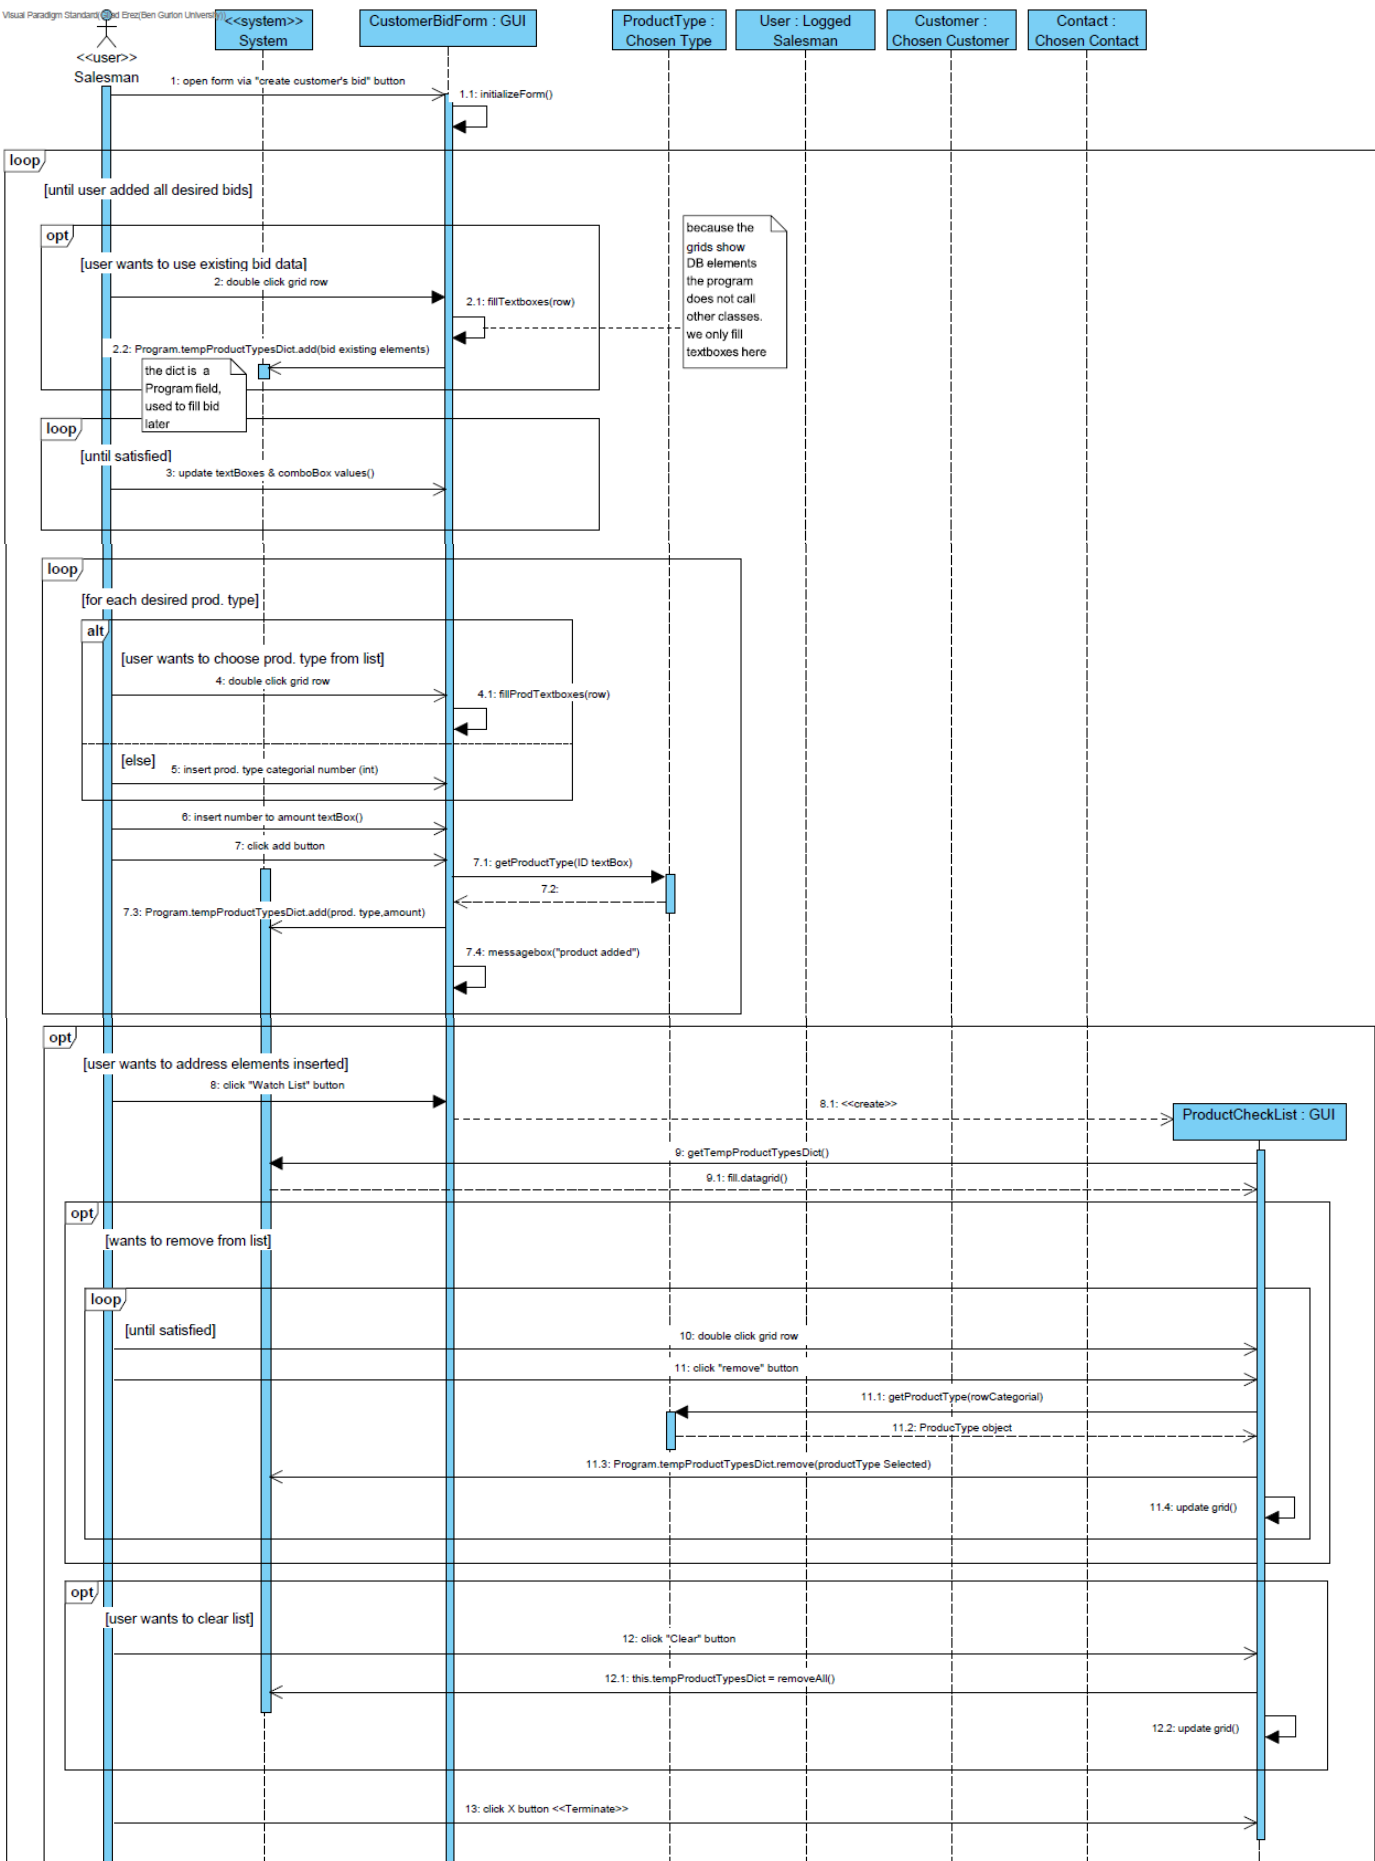 Visual Paradigm Standard( Erez(Ben Gurion University))
<<user>>
Salesman
<<system>>
System
CustomerBidForm : GUI
ProductType :
Chosen Type
User : Logged
Salesman
Customer :
Chosen Customer
Contact :
Chosen Contact
1: open form via "create customer's bid" button
1.1: initializeForm()
loop
[until user added all desired bids]
opt
[user wants to use existing bid data]
2: double click grid row
2.1: fillTextboxes(row)
because the
grids show
DB elements
the program
does not call
other classes.
we only fill
textboxes here
2.2: Program.tempProductTypesDict.add(bid existing elements)
the dict is a
Program field,
used to fill bid
later
loop
[until satisfied]
3: update textBoxes & comboBox values()
loop
[for each desired prod. type]
alt
[user wants to choose prod. type from list]
4: double click grid row
4.1: fillProdTextboxes(row)
[else]
5: insert prod. type categorial number (int)
6: insert number to amount textBox()
7: click add button
7.1: getProductType(ID textBox)
7.2:
7.3: Program.tempProductTypesDict.add(prod. type,amount)
7.4: messagebox("product added")
opt
[user wants to address elements inserted]
8: click "Watch List" button
8.1: <<create>>
ProductCheckList : GUI
9: getTempProductTypesDict()
9.1: fill.datagrid()
opt
[wants to remove from list]
loop
[until satisfied]
10: double click grid row
11: click "remove" button
11.1: getProductType(rowCategorial)
11.2: ProducType object
11.3: Program.tempProductTypesDict.remove(productType Selected)
11.4: update grid()
opt
[user wants to clear list]
12: click "Clear" button
12.1: this.tempProductTypesDict = removeAll()
12.2: update grid()
13: click X button <<Terminate>>